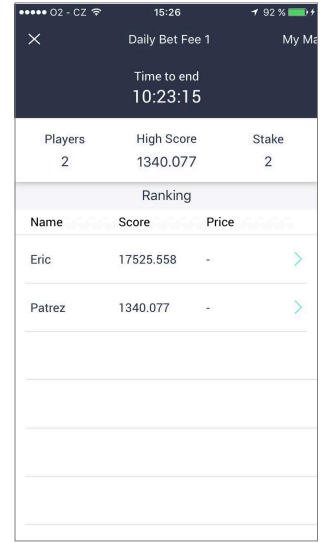 O2 - CZ 15:26 92 %
Daily Bet Fee 1 My Ma
Time to end
10:23:15
Players High Score Stake
2 1340.077 2
Ranking
Name Score Price
Eric 17525.558 -
Patrez 1340.077 -